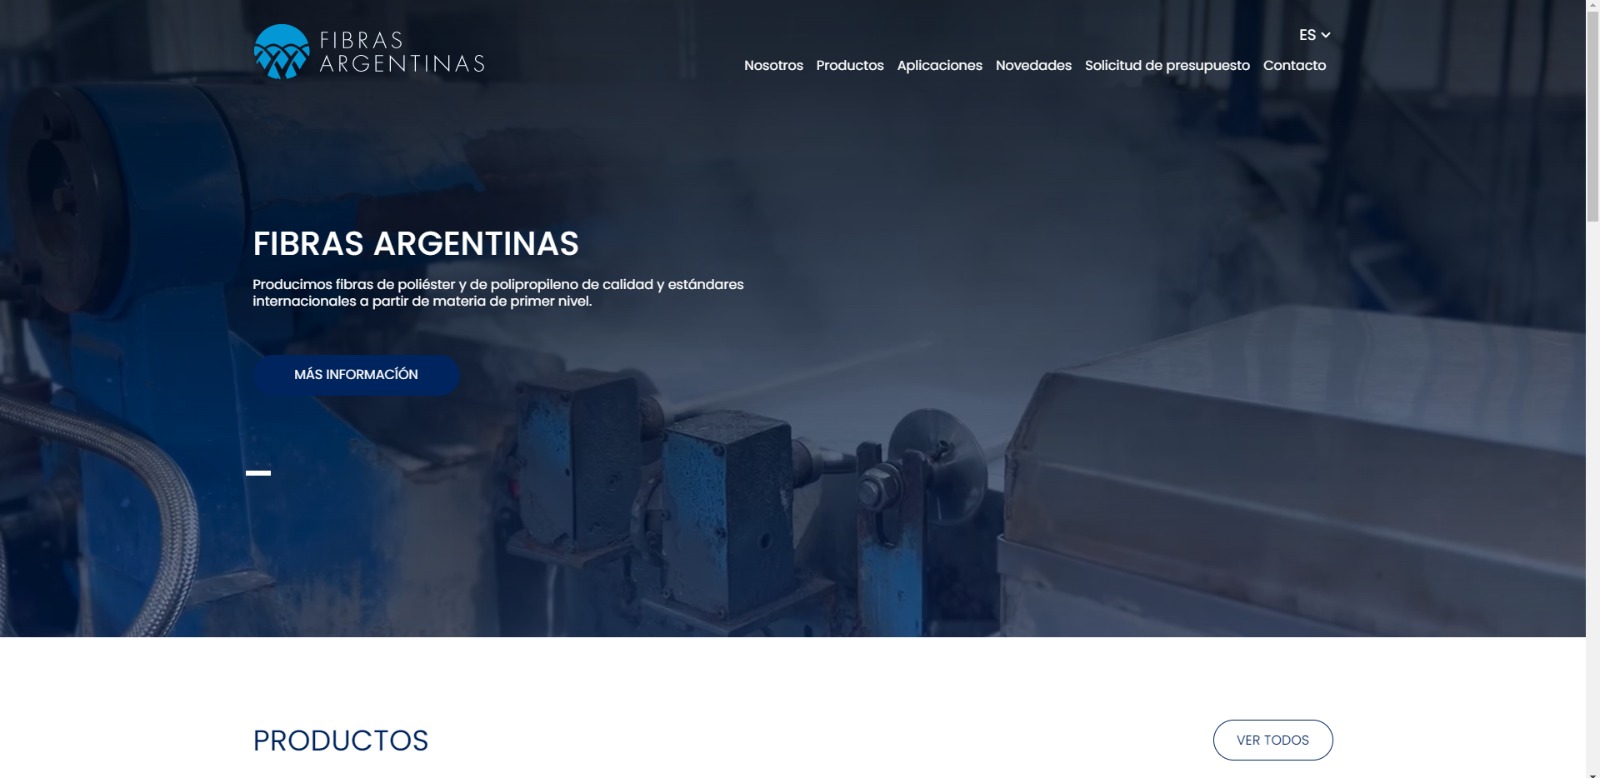 FIBRAS
ARGENTINAS
ES
Nosotros Productos Aplicaciones Novedades Solicitud de presupuesto Contacto
FIBRAS ARGENTINAS
Producimos fibras de poliéster y de polipropileno de calidad y estándares
internacionales a partir de materia de primer nivel.
MÁS INFORMACÍÓN
PRODUCTOS
VER TODOS